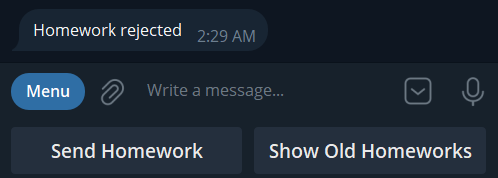 Homework rejected 2:29 AM
Menu Write a message...
Send Homework Show Old Homeworks